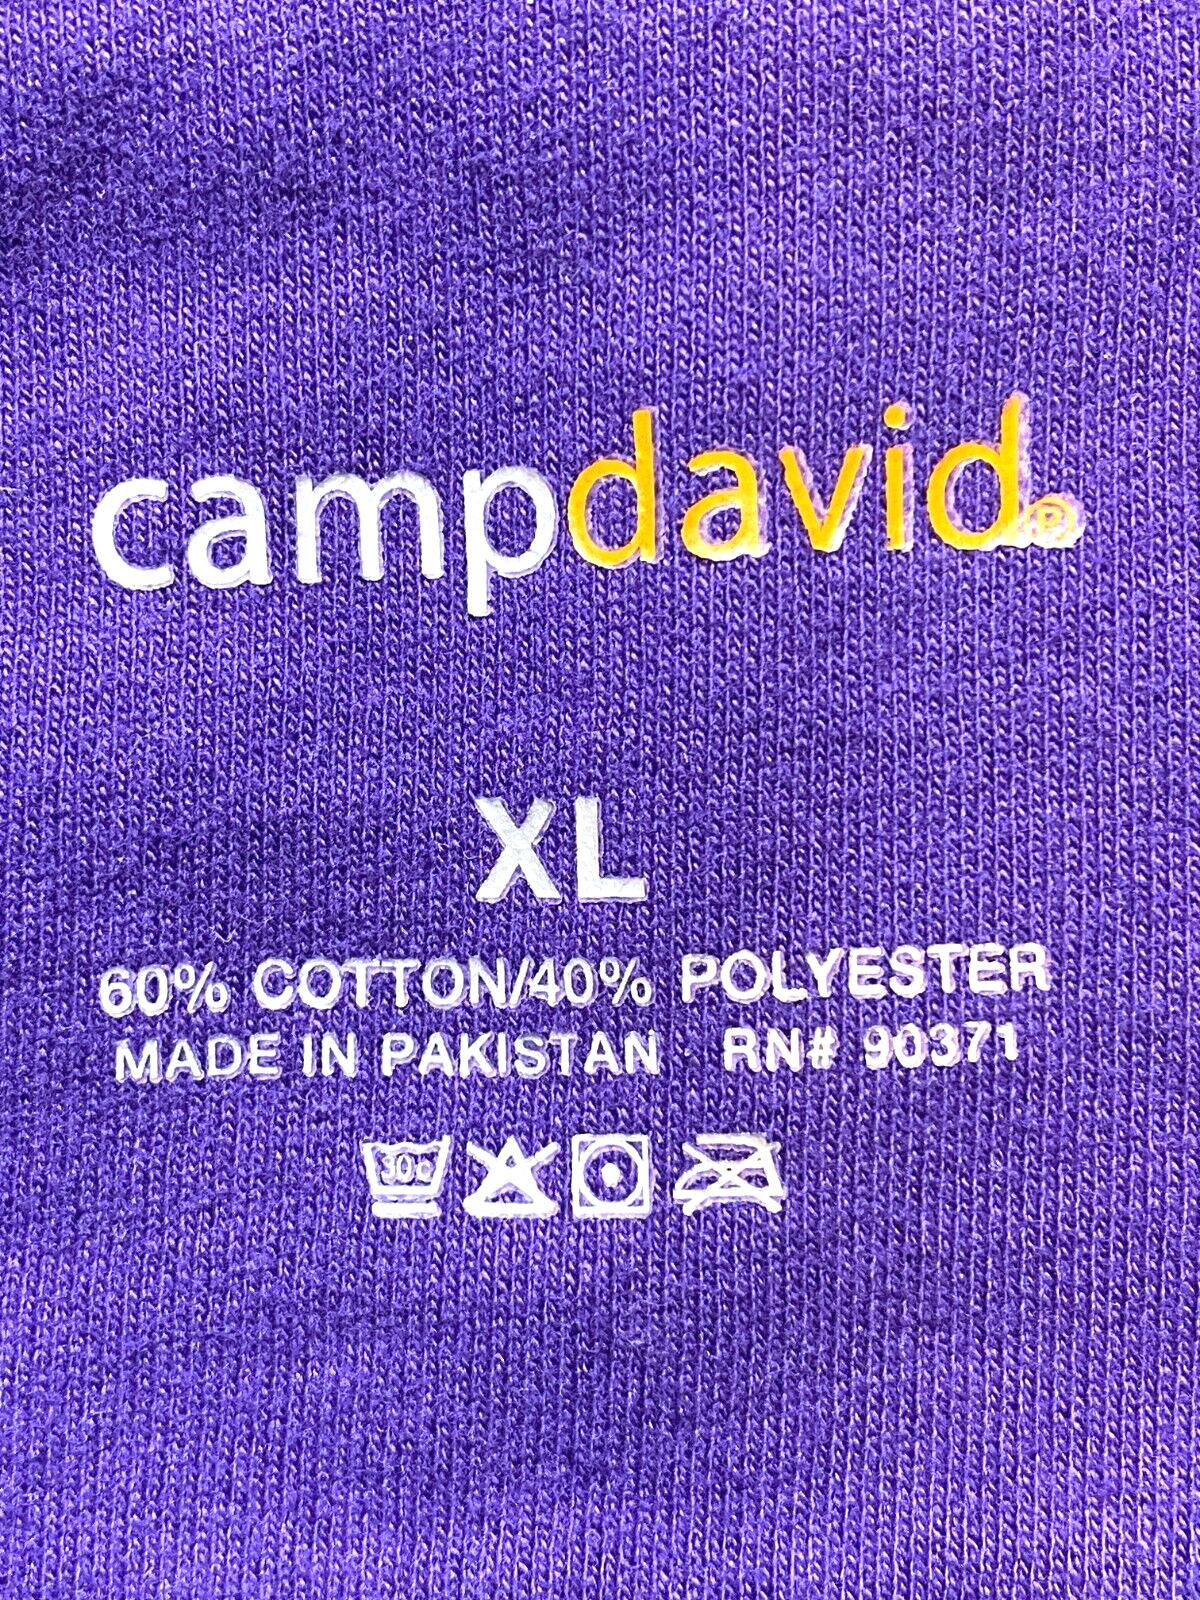 campdavid®
XL
60% COTTON/40% POLYESTER
MADE IN PAKISTAN RN# 90371
30c